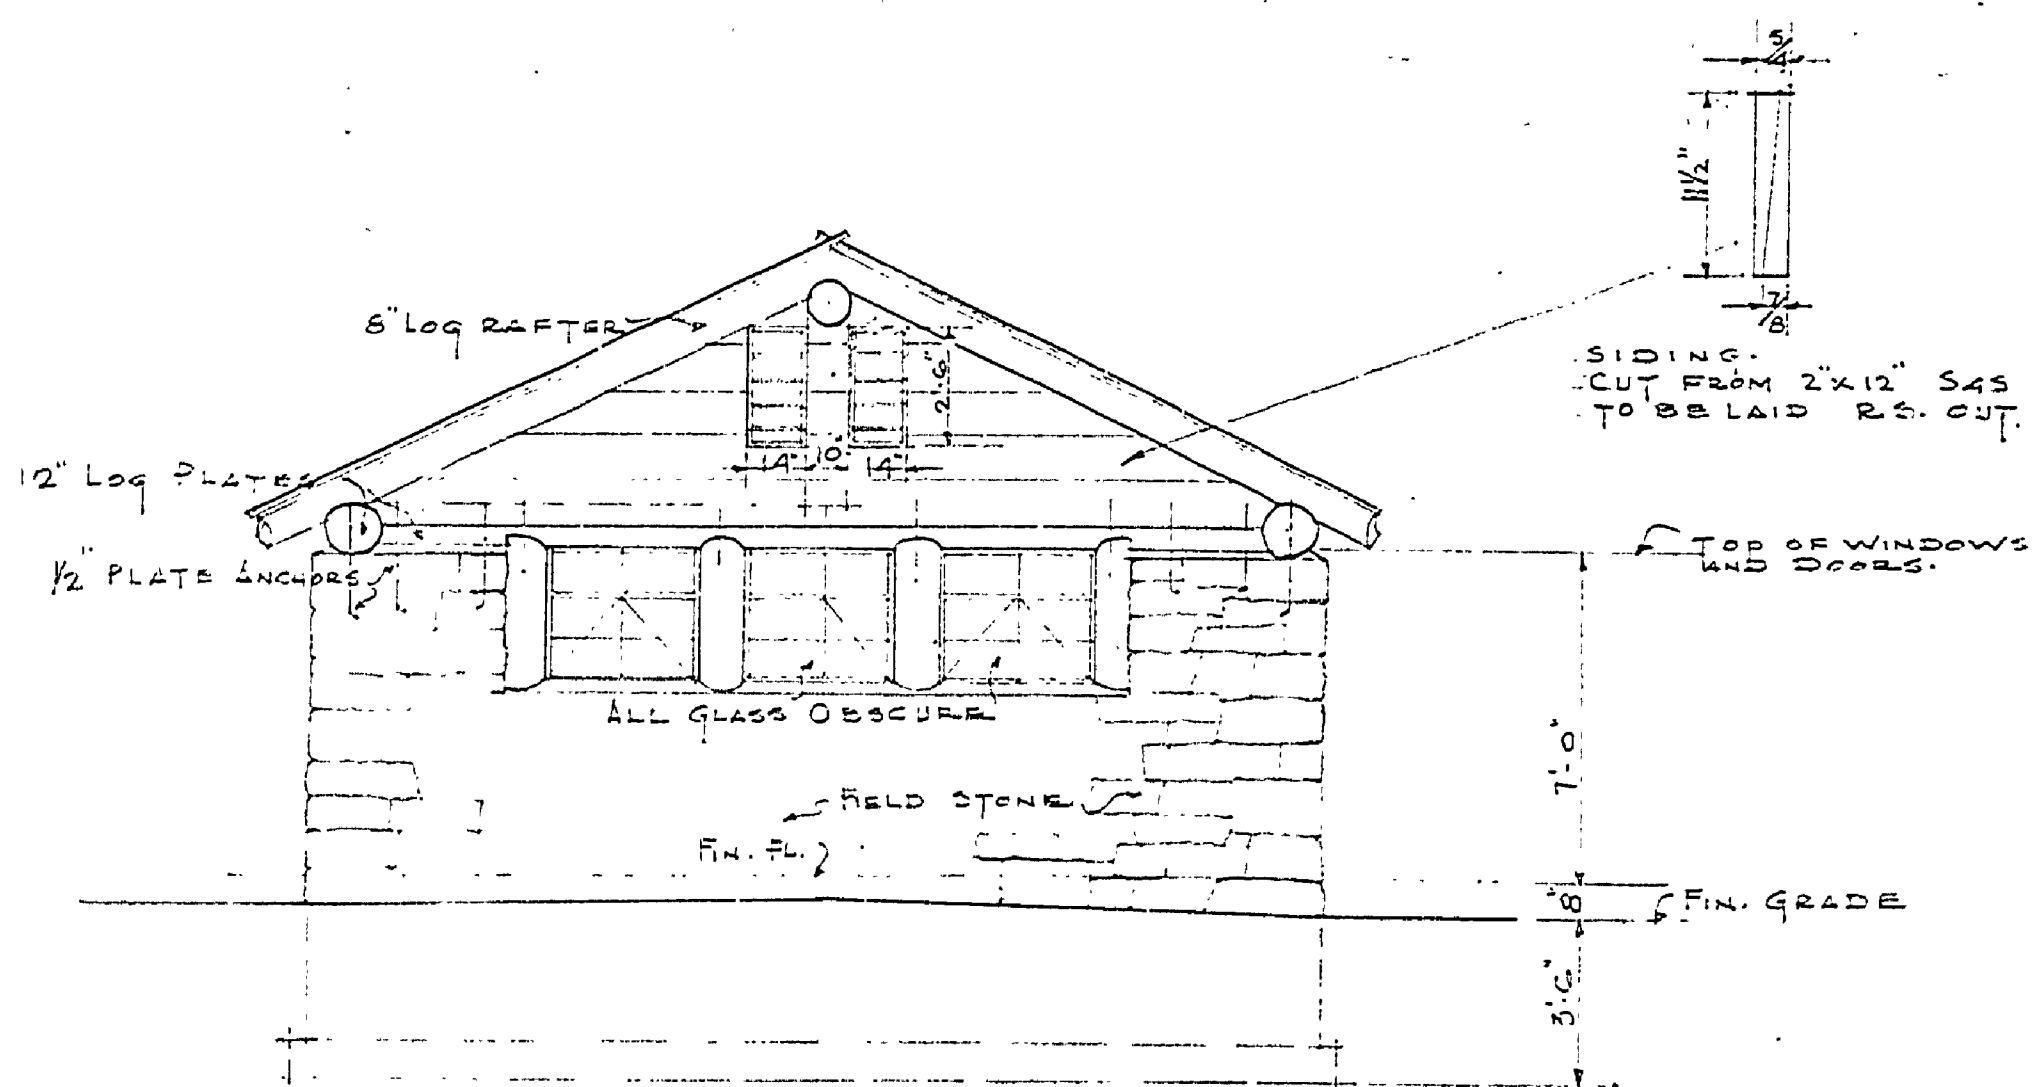 5/4
11 1/2"
7/8
SIDING.
CUT FROM 2"x12" S4S
TO BE LAID R.S. OUT.
8" LOG RAFTER
2'-6"
14" 10" 14"
12" LOG PLATES
1/2" PLATE ANCHORS
TOP OF WINDOWS
AND DOORS.
ALL GLASS OBSCURE
7'-0"
FIELD STONE
FIN. FL.
8"
FIN. GRADE
3'-6"